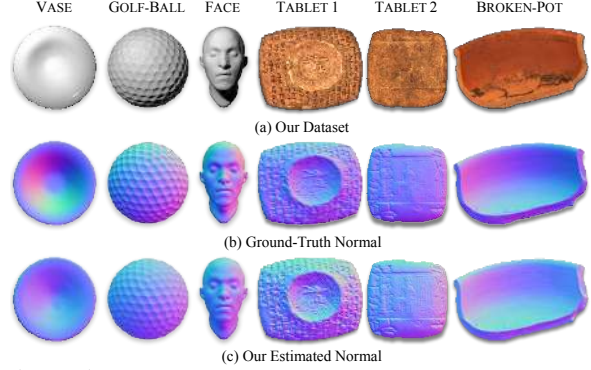 VASE GOLF-BALL FACE TABLET 1 TABLET 2 BROKEN-POT
(a) Our Dataset
(b) Ground-Truth Normal
(c) Our Estimated Normal